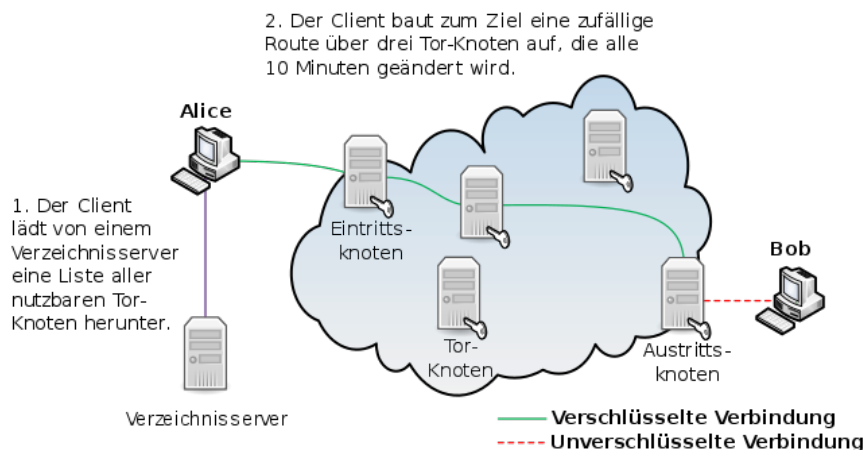 2. Der Client baut zum Ziel eine zufällige
Route über drei Tor-Knoten auf, die alle
10 Minuten geändert wird.
Alice
1. Der Client
lädt von einem
Verzeichnisserver
eine Liste aller
nutzbaren Tor-
Knoten herunter.
Eintritts-
knoten
Bob
Tor-
Knoten
Austritts-
knoten
Verzeichnisserver
Verschlüsselte Verbindung
Unverschlüsselte Verbindung